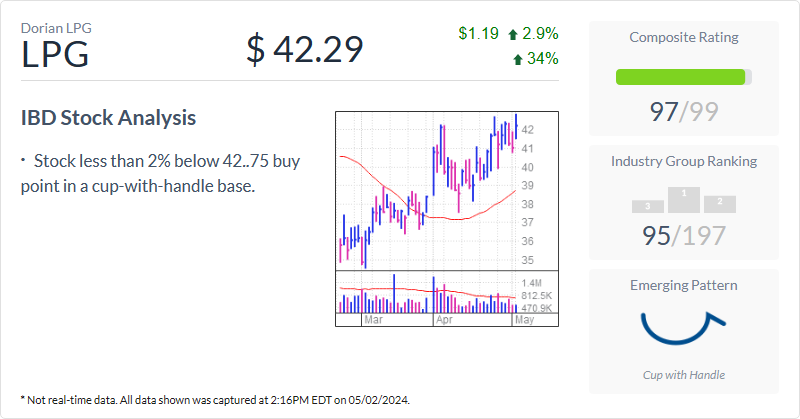 Dorian LPG
LPG
$ 42.29
$1.19 2.9%
34%
IBD Stock Analysis
• Stock less than 2% below 42..75 buy
point in a cup-with-handle base.
42
41
40
39
38
37
36
35
1.4M
812.5K
470.9K
Mar Apr May
Composite Rating
97/99
Industry Group Ranking
3 1 2
95/197
Emerging Pattern
Cup with Handle
* Not real-time data. All data shown was captured at 2:16PM EDT on 05/02/2024.